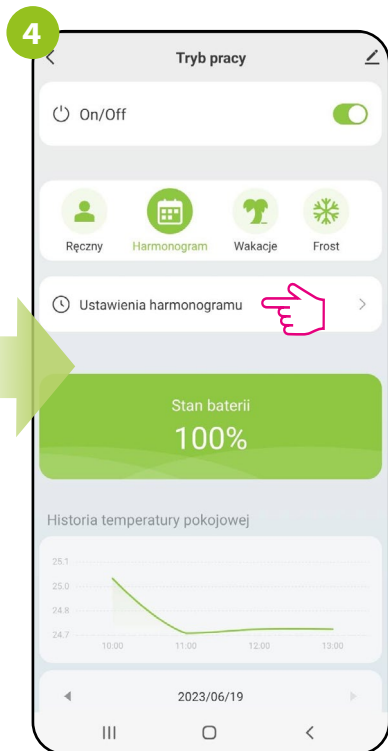 4
Tryb pracy
On/Off
Ręczny Harmonogram Wakacje Frost
Ustawienia harmonogramu
Stan baterii
100%
Historia temperatury pokojowej
25.1
25.0
24.8
24.7
10:00 11:00 12:00 13:00
2023/06/19